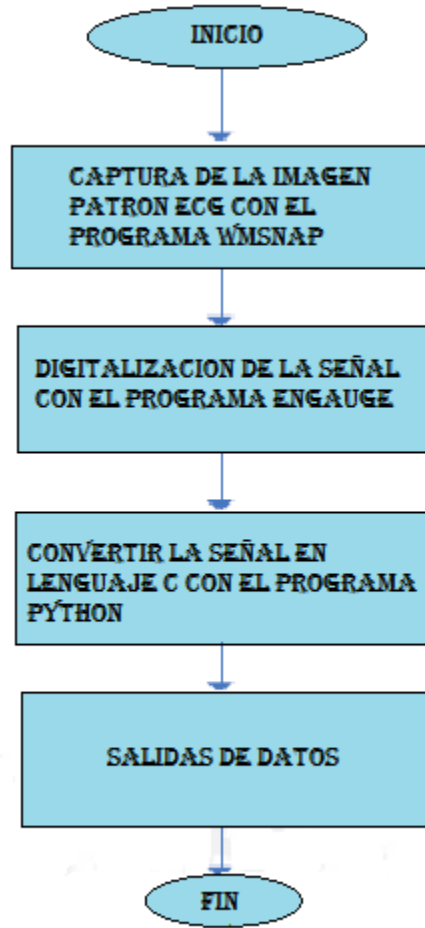 INICIO
CAPTURA DE LA IMAGEN
PATRON ECG CON EL
PROGRAMA WMSNAP
DIGITALIZACION DE LA SEÑAL
CON EL PROGRAMA ENGAUGE
CONVERTIR LA SEÑAL EN
LENGUAJE C CON EL PROGRAMA
PYTHON
SALIDAS DE DATOS
FIN